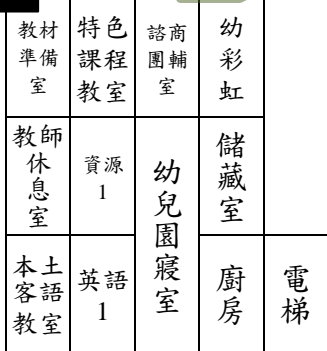 教材
準備
室
特色
課程
教室
諮商
團輔
室
幼
彩
虹
教師
休
息
室
資源
1
幼
兒
園
寢
室
儲
藏
室
本土
客語
教室
英語
1
廚
房
電
梯